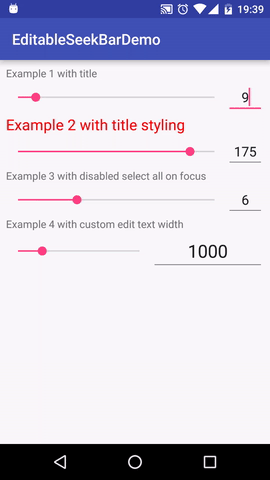 19:39
EditableSeekBarDemo
Example 1 with title
9
Example 2 with title styling
175
Example 3 with disabled select all on focus
6
Example 4 with custom edit text width
1000